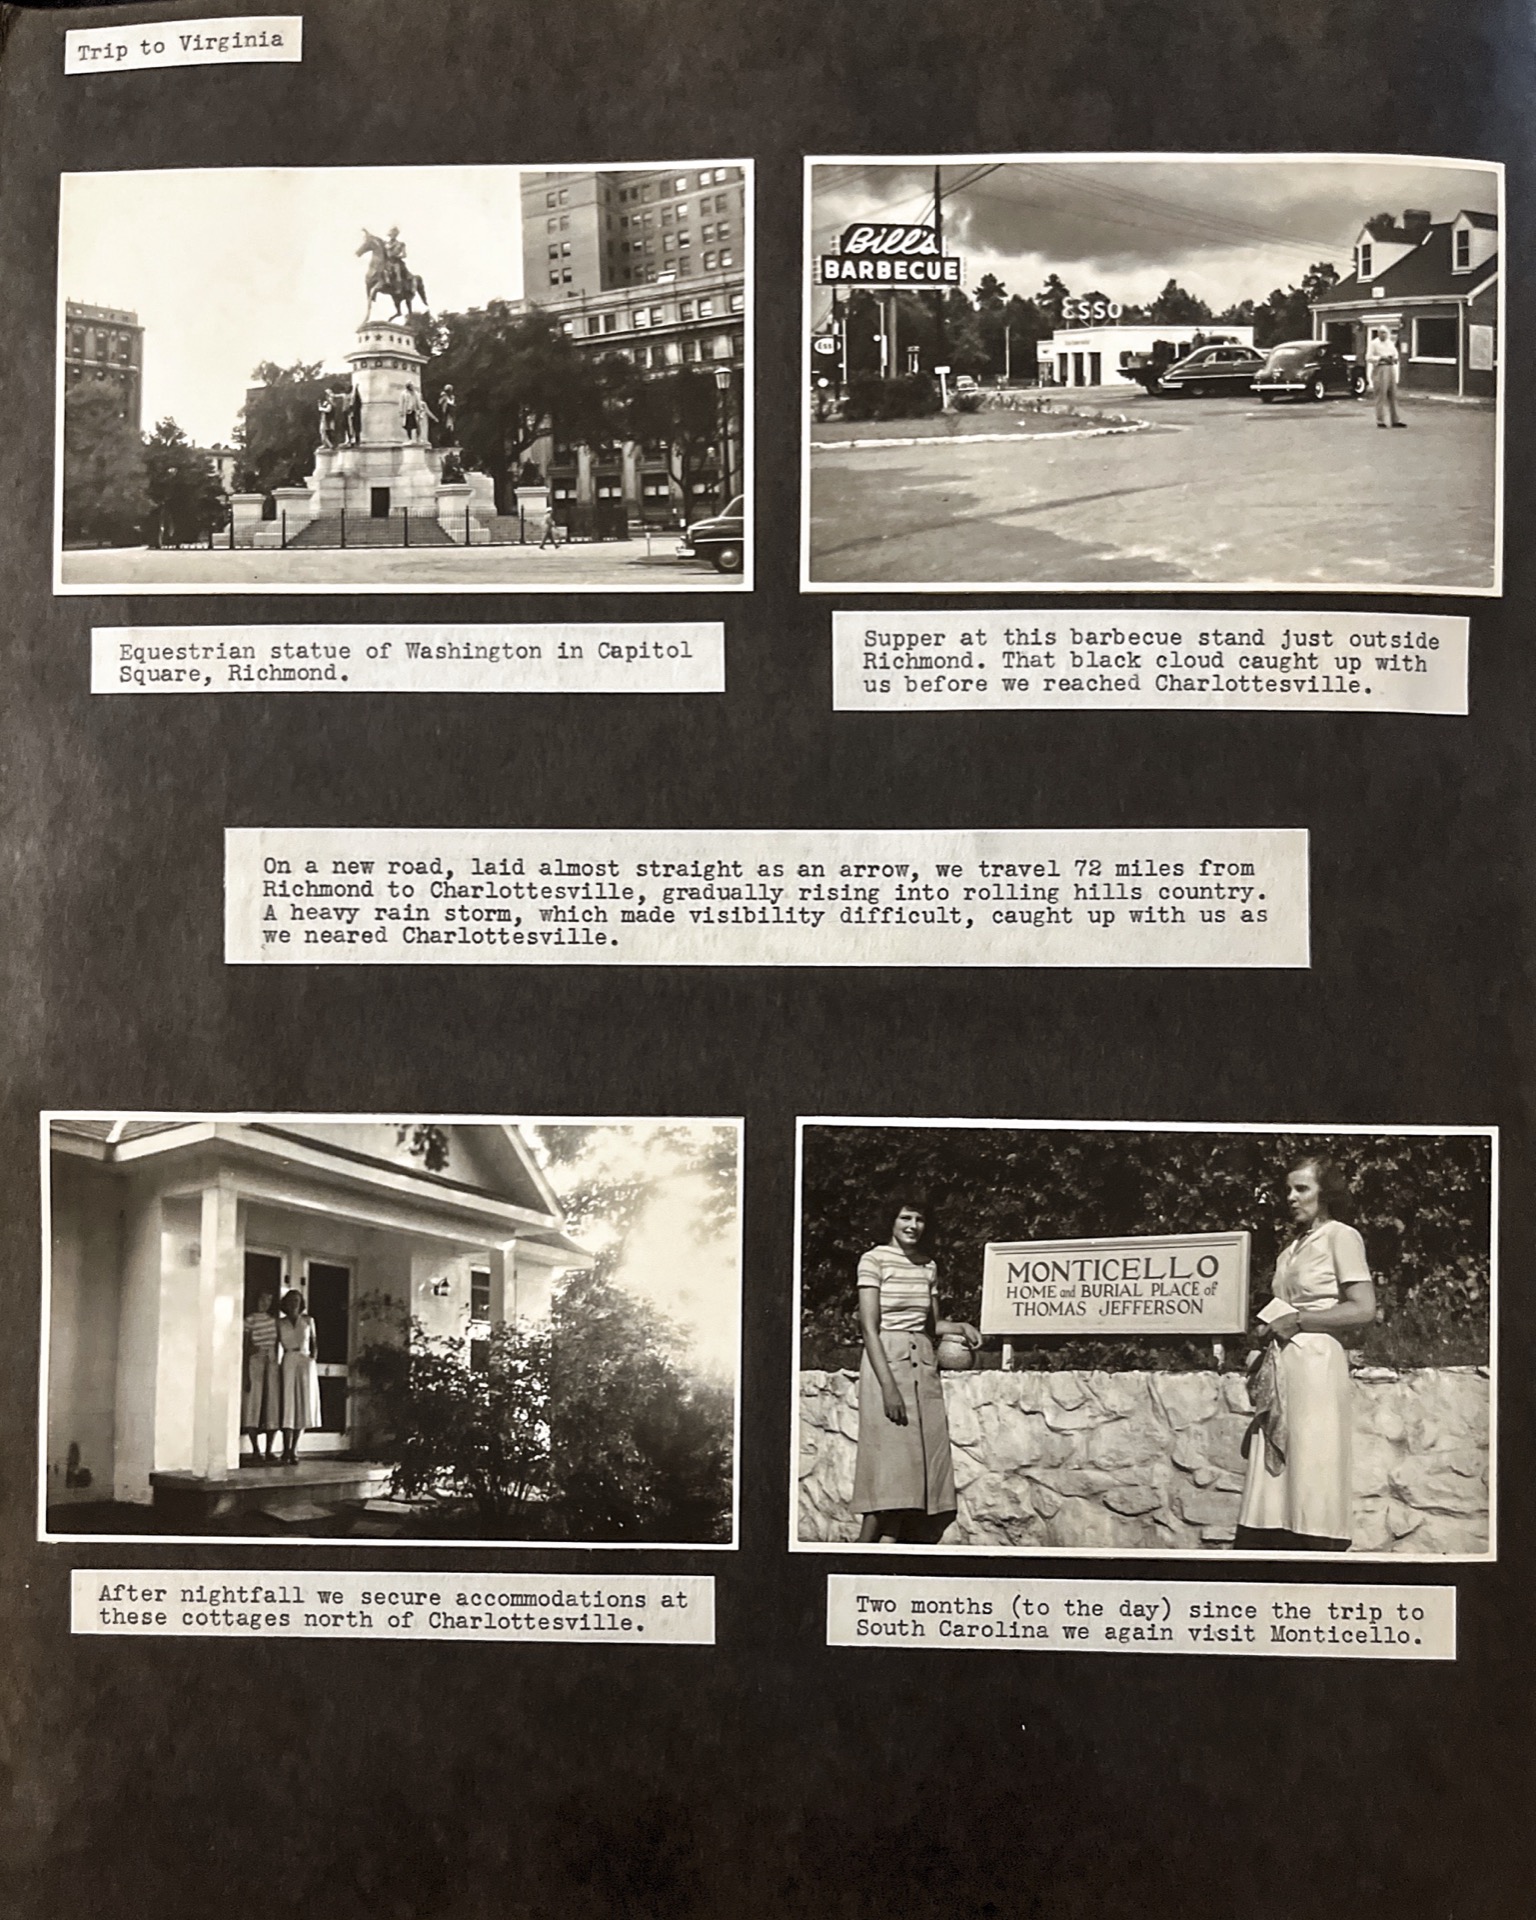 Trip to Virginia
Bill's
BARBECUE
ESSO
Esso
Equestrian statue of Washington in Capitol
Square, Richmond.
Supper at this barbecue stand just outside
Richmond. That black cloud caught up with
us before we reached Charlottesville.
On a new road, laid almost straight as an arrow, we travel 72 miles from
Richmond to Charlottesville, gradually rising into rolling hills country.
A heavy rain storm, which made visibility difficult, caught up with us as
we neared Charlottesville.
MONTICELLO
HOME and BURIAL PLACE of
THOMAS JEFFERSON
After nightfall we secure accommodations at
these cottages north of Charlottesville.
Two months (to the day) since the trip to
South Carolina we again visit Monticello.